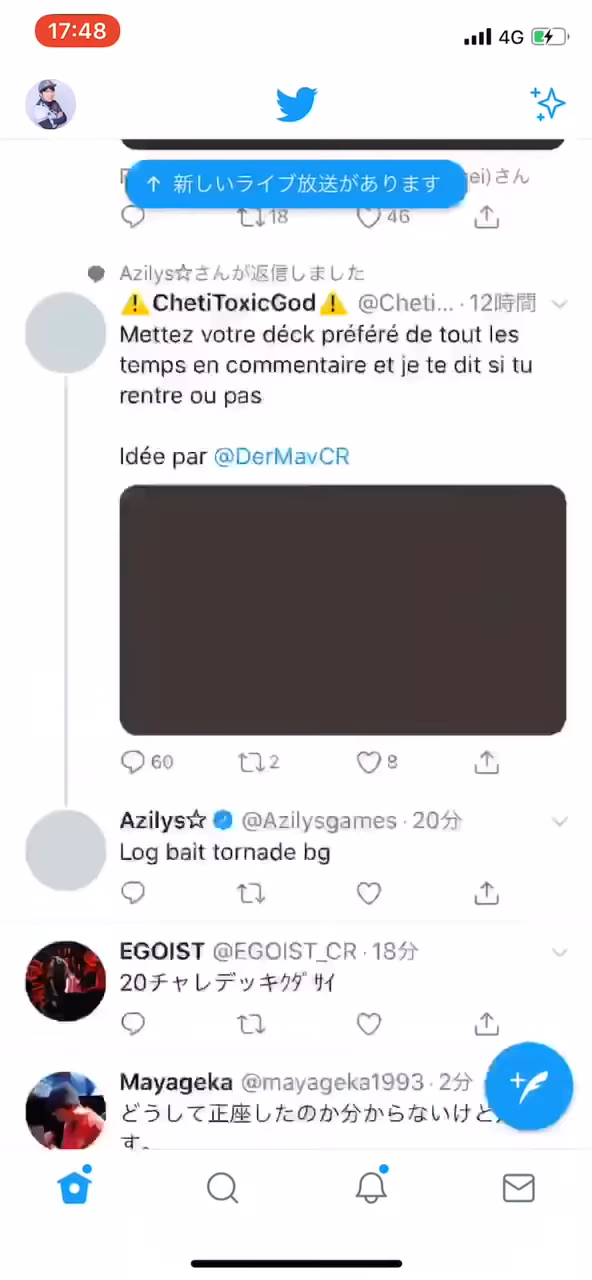 17:48
4G
↑ 新しいライブ放送があります
ei)さん
18 46
Azilys☆さんが返信しました
⚠️ChetiToxicGod⚠️ @Cheti... · 12時間
Mettez votre déck préféré de tout les
temps en commentaire et je te dit si tu
rentre ou pas
Idée par @DerMavCR
60 2 8
Azilys☆ @Azilysgames · 20分
Log bait tornade bg
EGOIST @EGOIST_CR · 18分
20チャレデッキｸﾀﾞｻｲ
Mayageka @mayageka1993 · 2分
どうして正座したのか分からないけど
す。